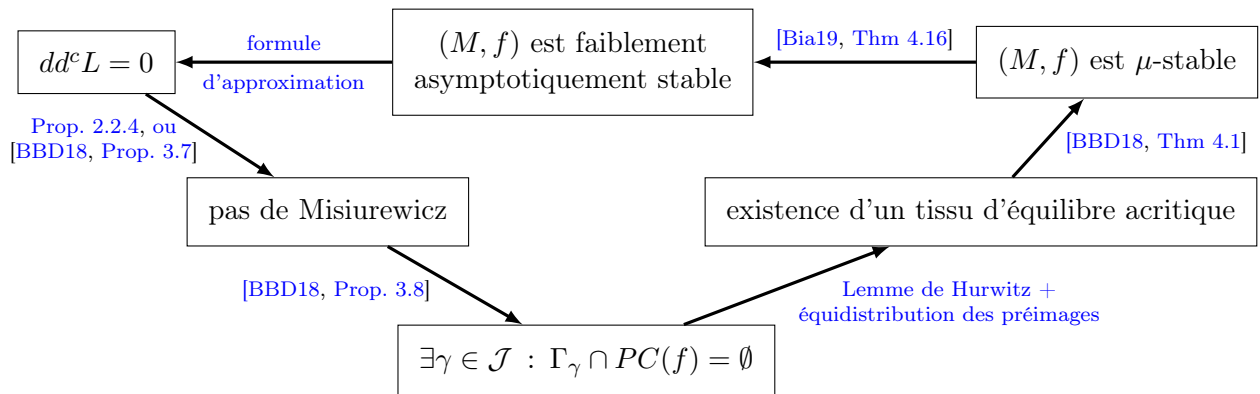 dd^c L = 0
formule
d'approximation
(M, f) est faiblement
asymptotiquement stable
[Bia19, Thm 4.16]
(M, f) est μ-stable
Prop. 2.2.4, ou
[BBD18, Prop. 3.7]
[BBD18, Thm 4.1]
pas de Misiurewicz
existence d'un tissu d'équilibre acritique
[BBD18, Prop. 3.8]
Lemme de Hurwitz +
équidistribution des préimages
∃γ ∈ 𝒥 : Γ_γ ∩ PC(f) = ∅